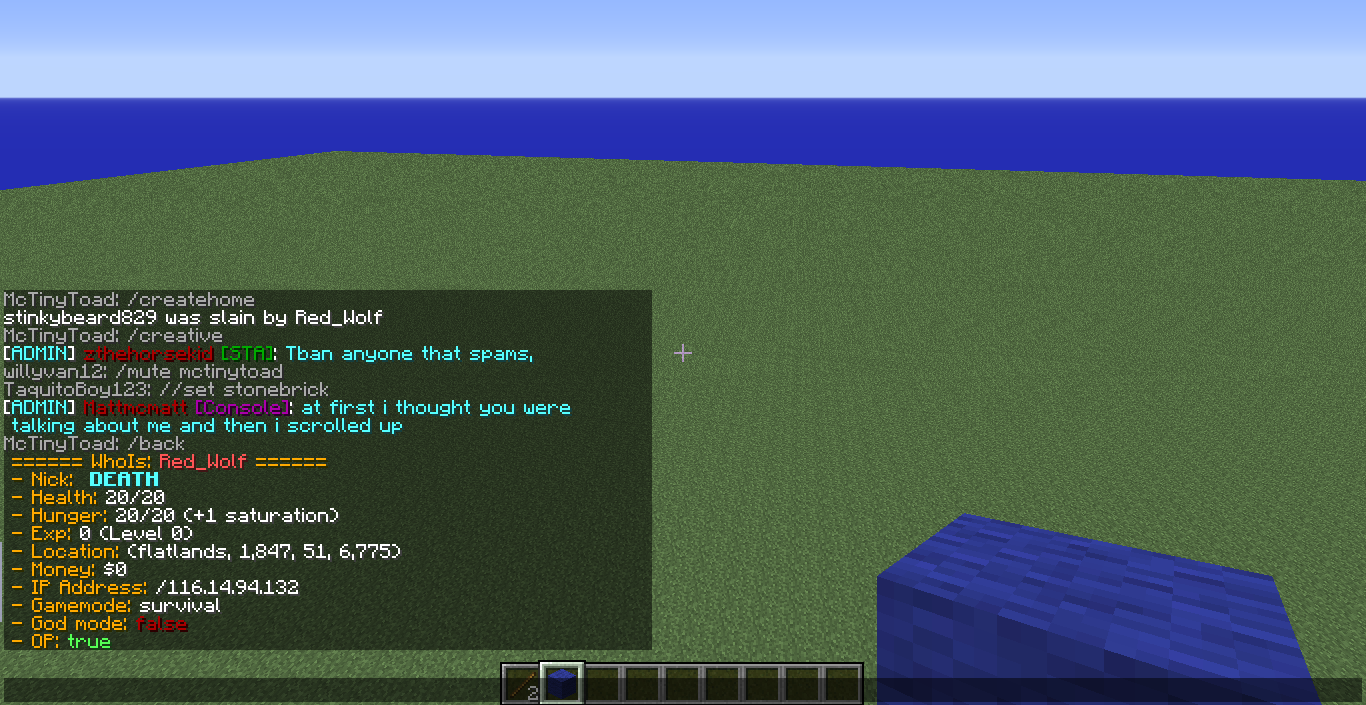 McTinyToad: /createhome
stinkybeard829 was slain by Red_Wolf
McTinyToad: /creative
[ADMIN] zthehorsekid [STA]: Tban anyone that spams,
willyvan12: /mute mctinytoad
TaquitoBoy123: //set stonebrick
[ADMIN] Mattmcmatt [Console]: at first i thought you were
talking about me and then i scrolled up
McTinyToad: /back
====== WhoIs: Red_Wolf ======
- Nick: DEATH
- Health: 20/20
- Hunger: 20/20 (+1 saturation)
- Exp: 0 (Level 0)
- Location: (flatlands, 1,847, 51, 6,775)
- Money: $0
- IP Address: /116.14.94.132
- Gamemode: survival
- God mode: false
- OP: true
2